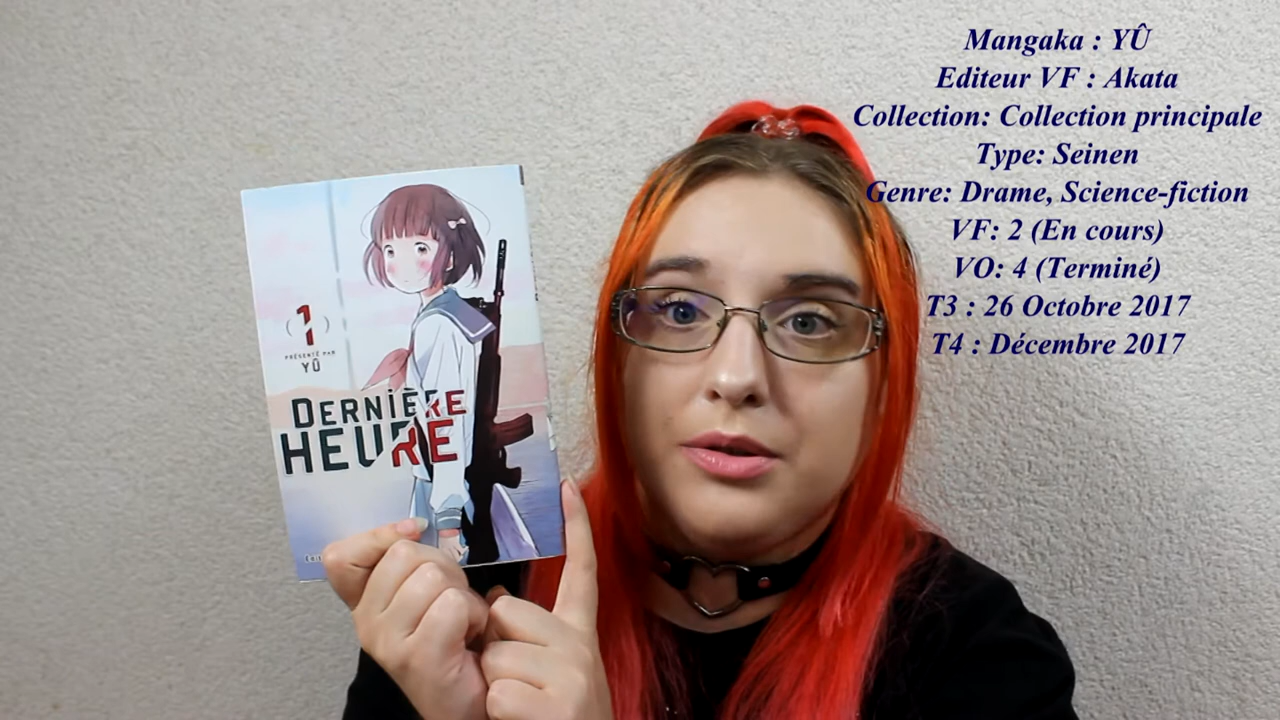 Mangaka : YÛ
Editeur VF : Akata
Collection: Collection principale
Type: Seinen
Genre: Drame, Science-fiction
VF: 2 (En cours)
VO: 4 (Terminé)
T3 : 26 Octobre 2017
T4 : Décembre 2017
(1)
PRÉSENTÉ PAR
YÛ
DERNIÈRE
HEURE